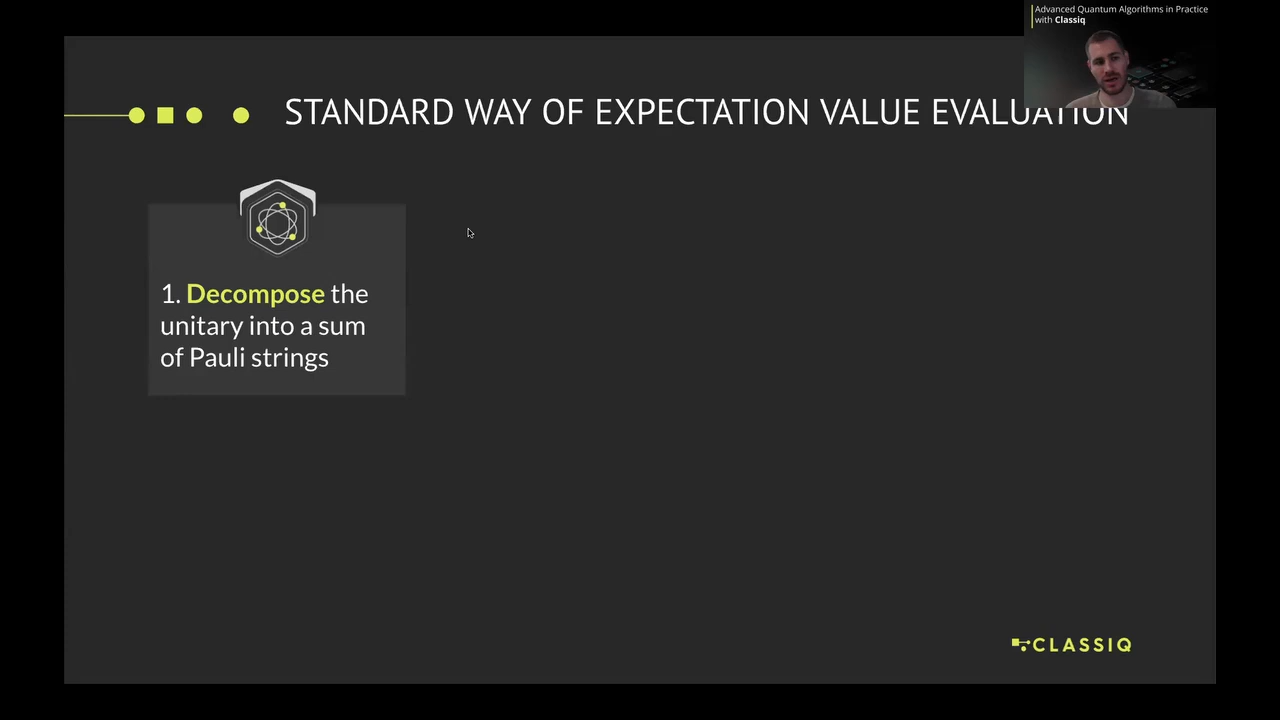 Advanced Quantum Algorithms in Practice
with Classiq
STANDARD WAY OF EXPECTATION VALUE EVALUATION
1. Decompose the
unitary into a sum
of Pauli strings
CLASSIQ